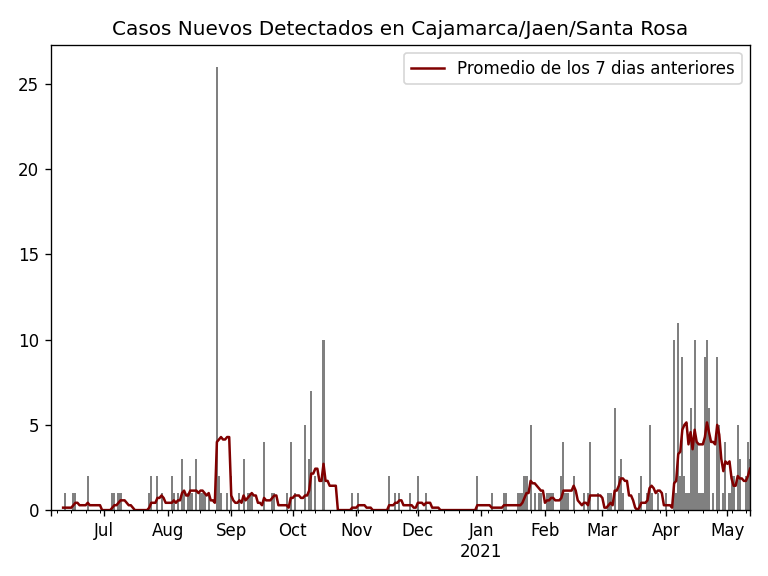 Casos Nuevos Detectados en Cajamarca/Jaen/Santa Rosa
Promedio de los 7 dias anteriores
25
20
15
10
5
0
Jul Aug Sep Oct Nov Dec Jan Feb Mar Apr May
2021